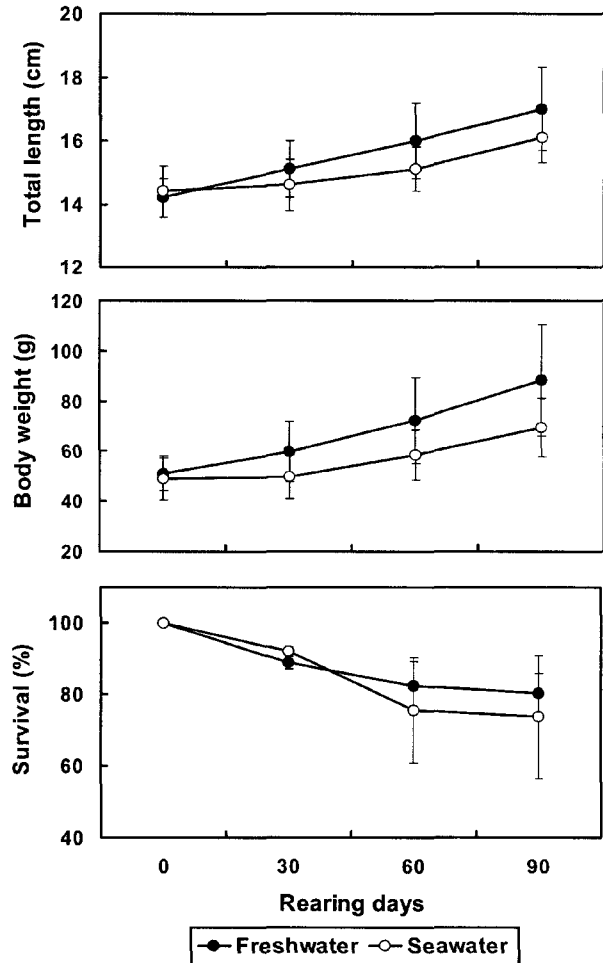 Total length (cm)
20
18
16
14
12
Body weight (g)
120
100
80
60
40
20
Survival (%)
100
80
60
40
0 30 60 90
Rearing days
Freshwater Seawater